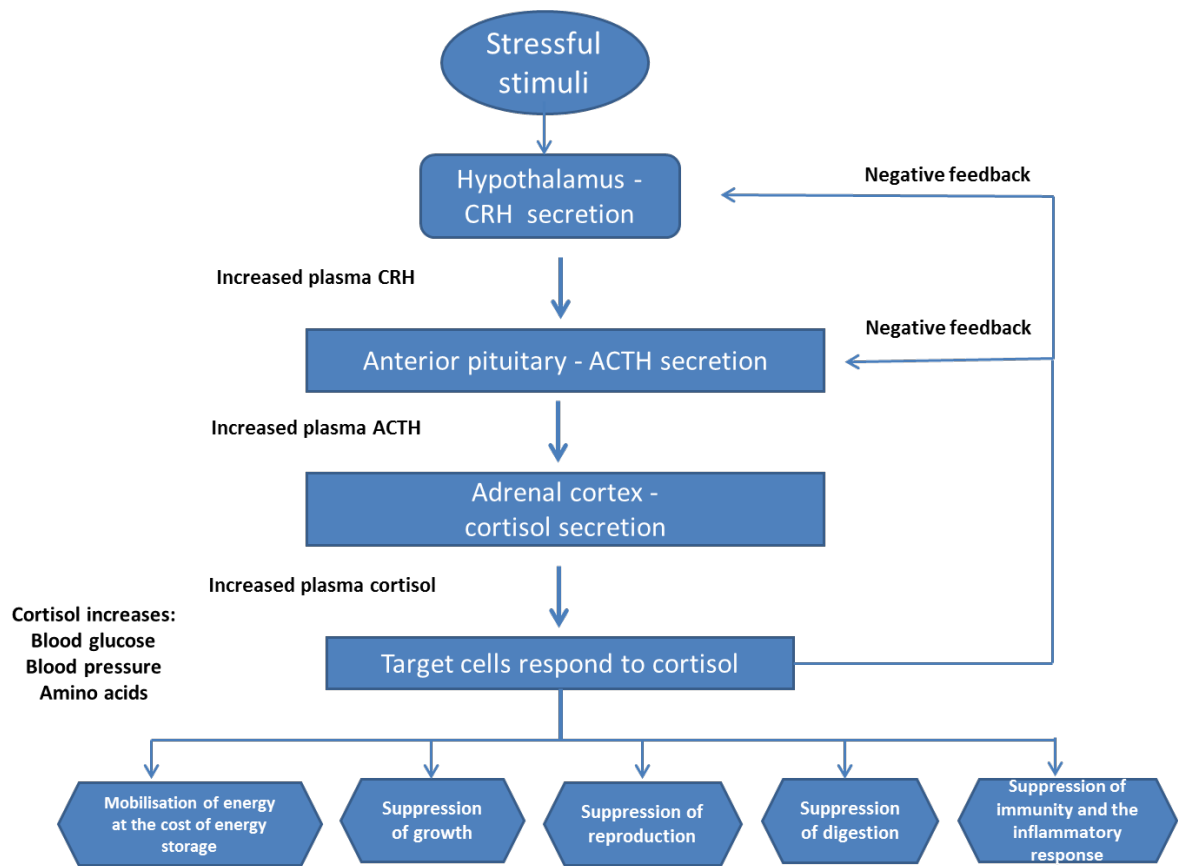 Stressful
stimuli
Hypothalamus -
CRH secretion
Negative feedback
Increased plasma CRH
Anterior pituitary - ACTH secretion
Negative feedback
Increased plasma ACTH
Adrenal cortex -
cortisol secretion
Increased plasma cortisol
Cortisol increases:
Blood glucose
Blood pressure
Amino acids
Target cells respond to cortisol
Mobilisation of energy
at the cost of energy
storage
Suppression
of growth
Suppression of
reproduction
Suppression
of digestion
Suppression of
immunity and the
inflammatory
response